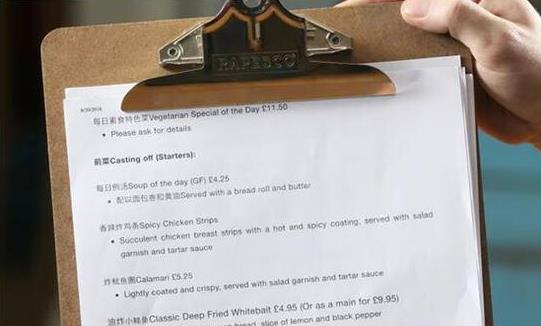 RAPESCO
8/20/2018
每日素食特色菜Vegetarian Special of the Day £11.50
• Please ask for details
前菜Casting off (Starters):
每日例汤Soup of the day (GF) £4.25
• 配以面包卷和黄油Served with a bread roll and butter
香辣炸鸡条Spicy Chicken Strips
• Succulent chicken breast strips with a hot and spicy coating, served with salad
garnish and tartar sauce
炸鱿鱼圈Calamari £5.25
• Lightly coated and crispy, served with salad garnish and tartar sauce
油炸小鲱鱼Classic Deep Fried Whitebait £4.95 (Or as a main for £9.95)
bread, slice of lemon and black pepper